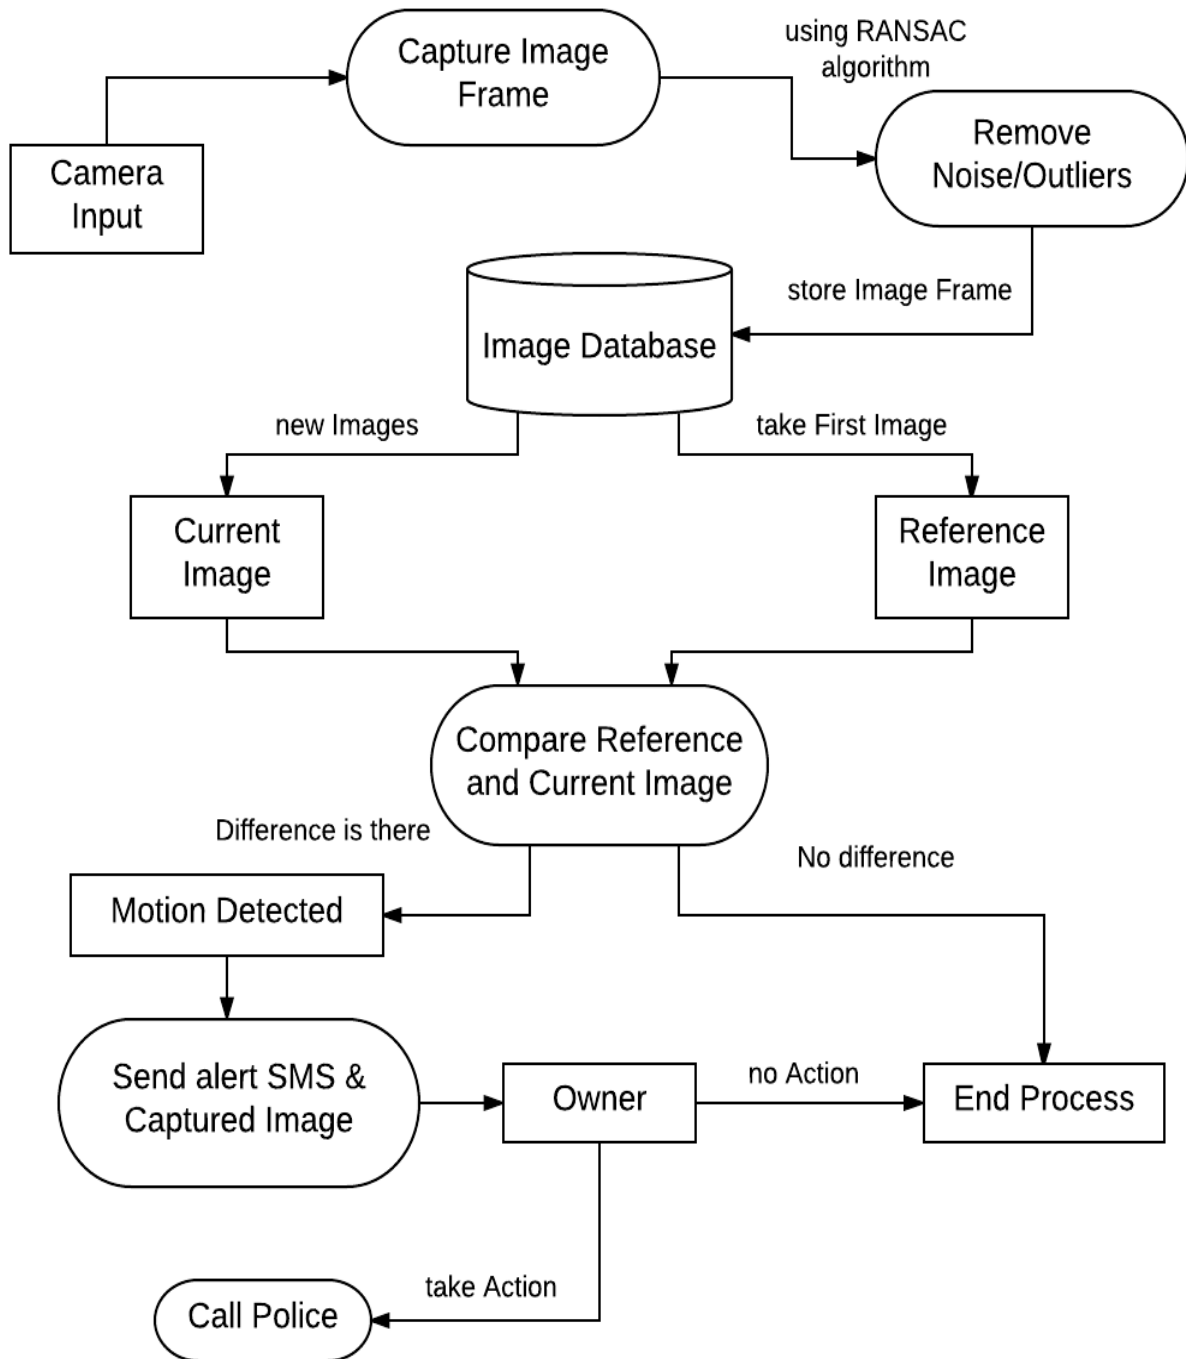 Capture Image
Frame
using RANSAC
algorithm
Camera
Input
Remove
Noise/Outliers
store Image Frame
Image Database
new Images
take First Image
Current
Image
Reference
Image
Compare Reference
and Current Image
Difference is there
No difference
Motion Detected
Send alert SMS &
Captured Image
Owner
no Action
End Process
take Action
Call Police